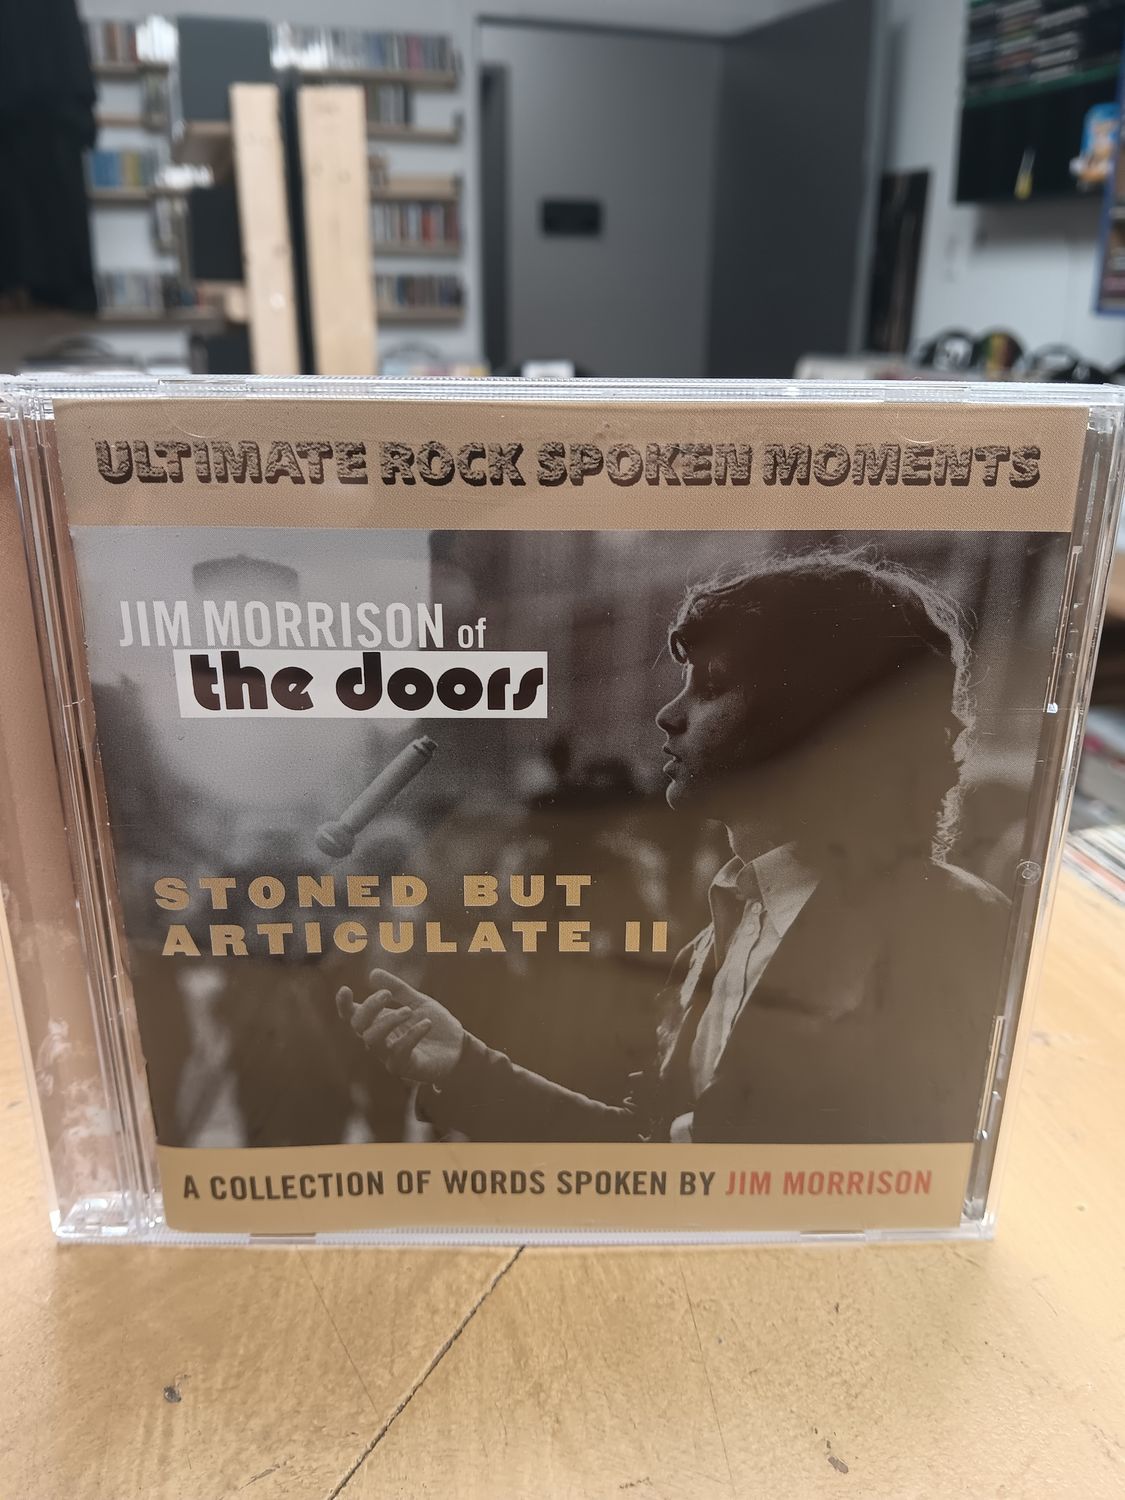 ULTIMATE ROCK SPOKEN MOMENTS
JIM MORRISON of
the doors
STONED BUT
ARTICULATE II
A COLLECTION OF WORDS SPOKEN BY JIM MORRISON